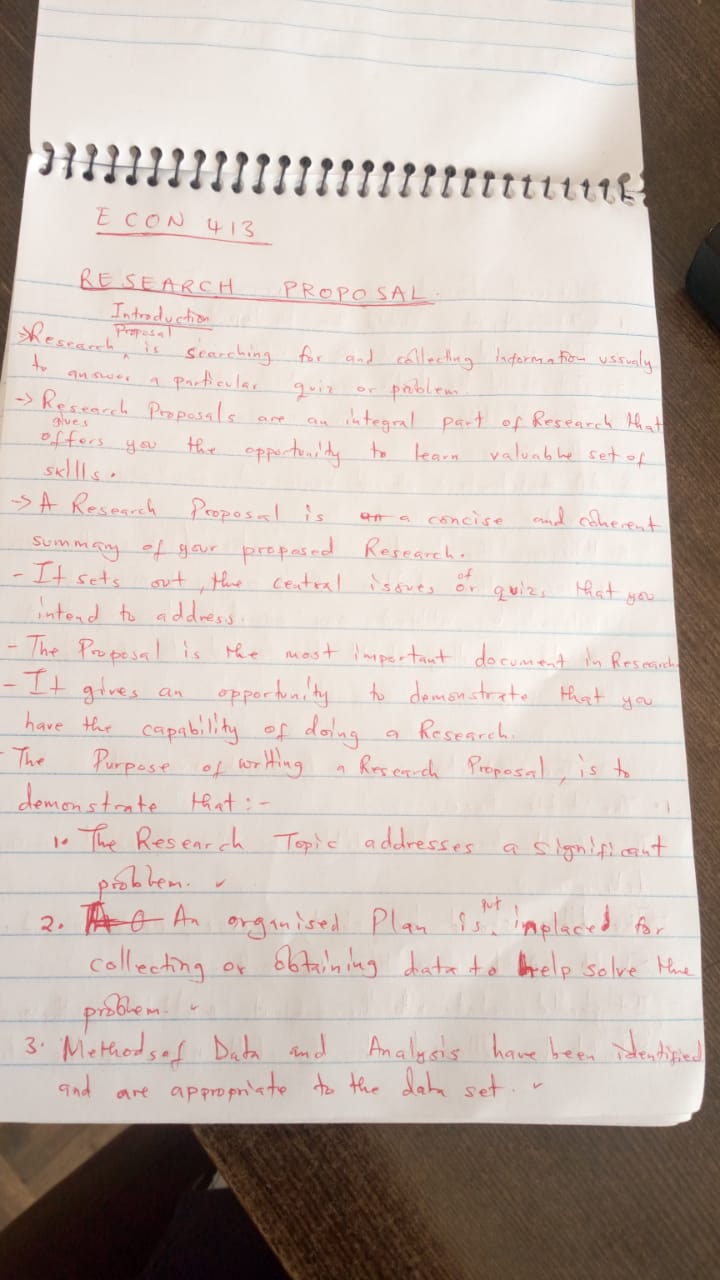 ECON 413
RESEARCH PROPOSAL.
Introduction
Proposal
→Research ^ is searching for and collecting information ussualy
to answer a particular quiz or problem.
→ Research Proposals are an integral part of Research that
gives
offers you the opportunity to learn valuable set of
skills.
→ A Research Proposal is a concise and coherent
summary of your proposed Research.
- It sets out, the central issues or quizs that you
of
intend to address.
- The Proposal is the most important document in Research
- It gives an opportunity to demonstrate that you
have the capability of doing a Research.
- The Purpose of writing a Research Proposal, is to
demonstrate that :-
1. The Research Topic addresses a significant
problem. ✓
put
2. An organised Plan is ^ inplaced for
collecting or obtaining data to help solve the
problem. ✓
3. Methods of Data and Analysis have been identified
and are appropriate to the data set. ✓